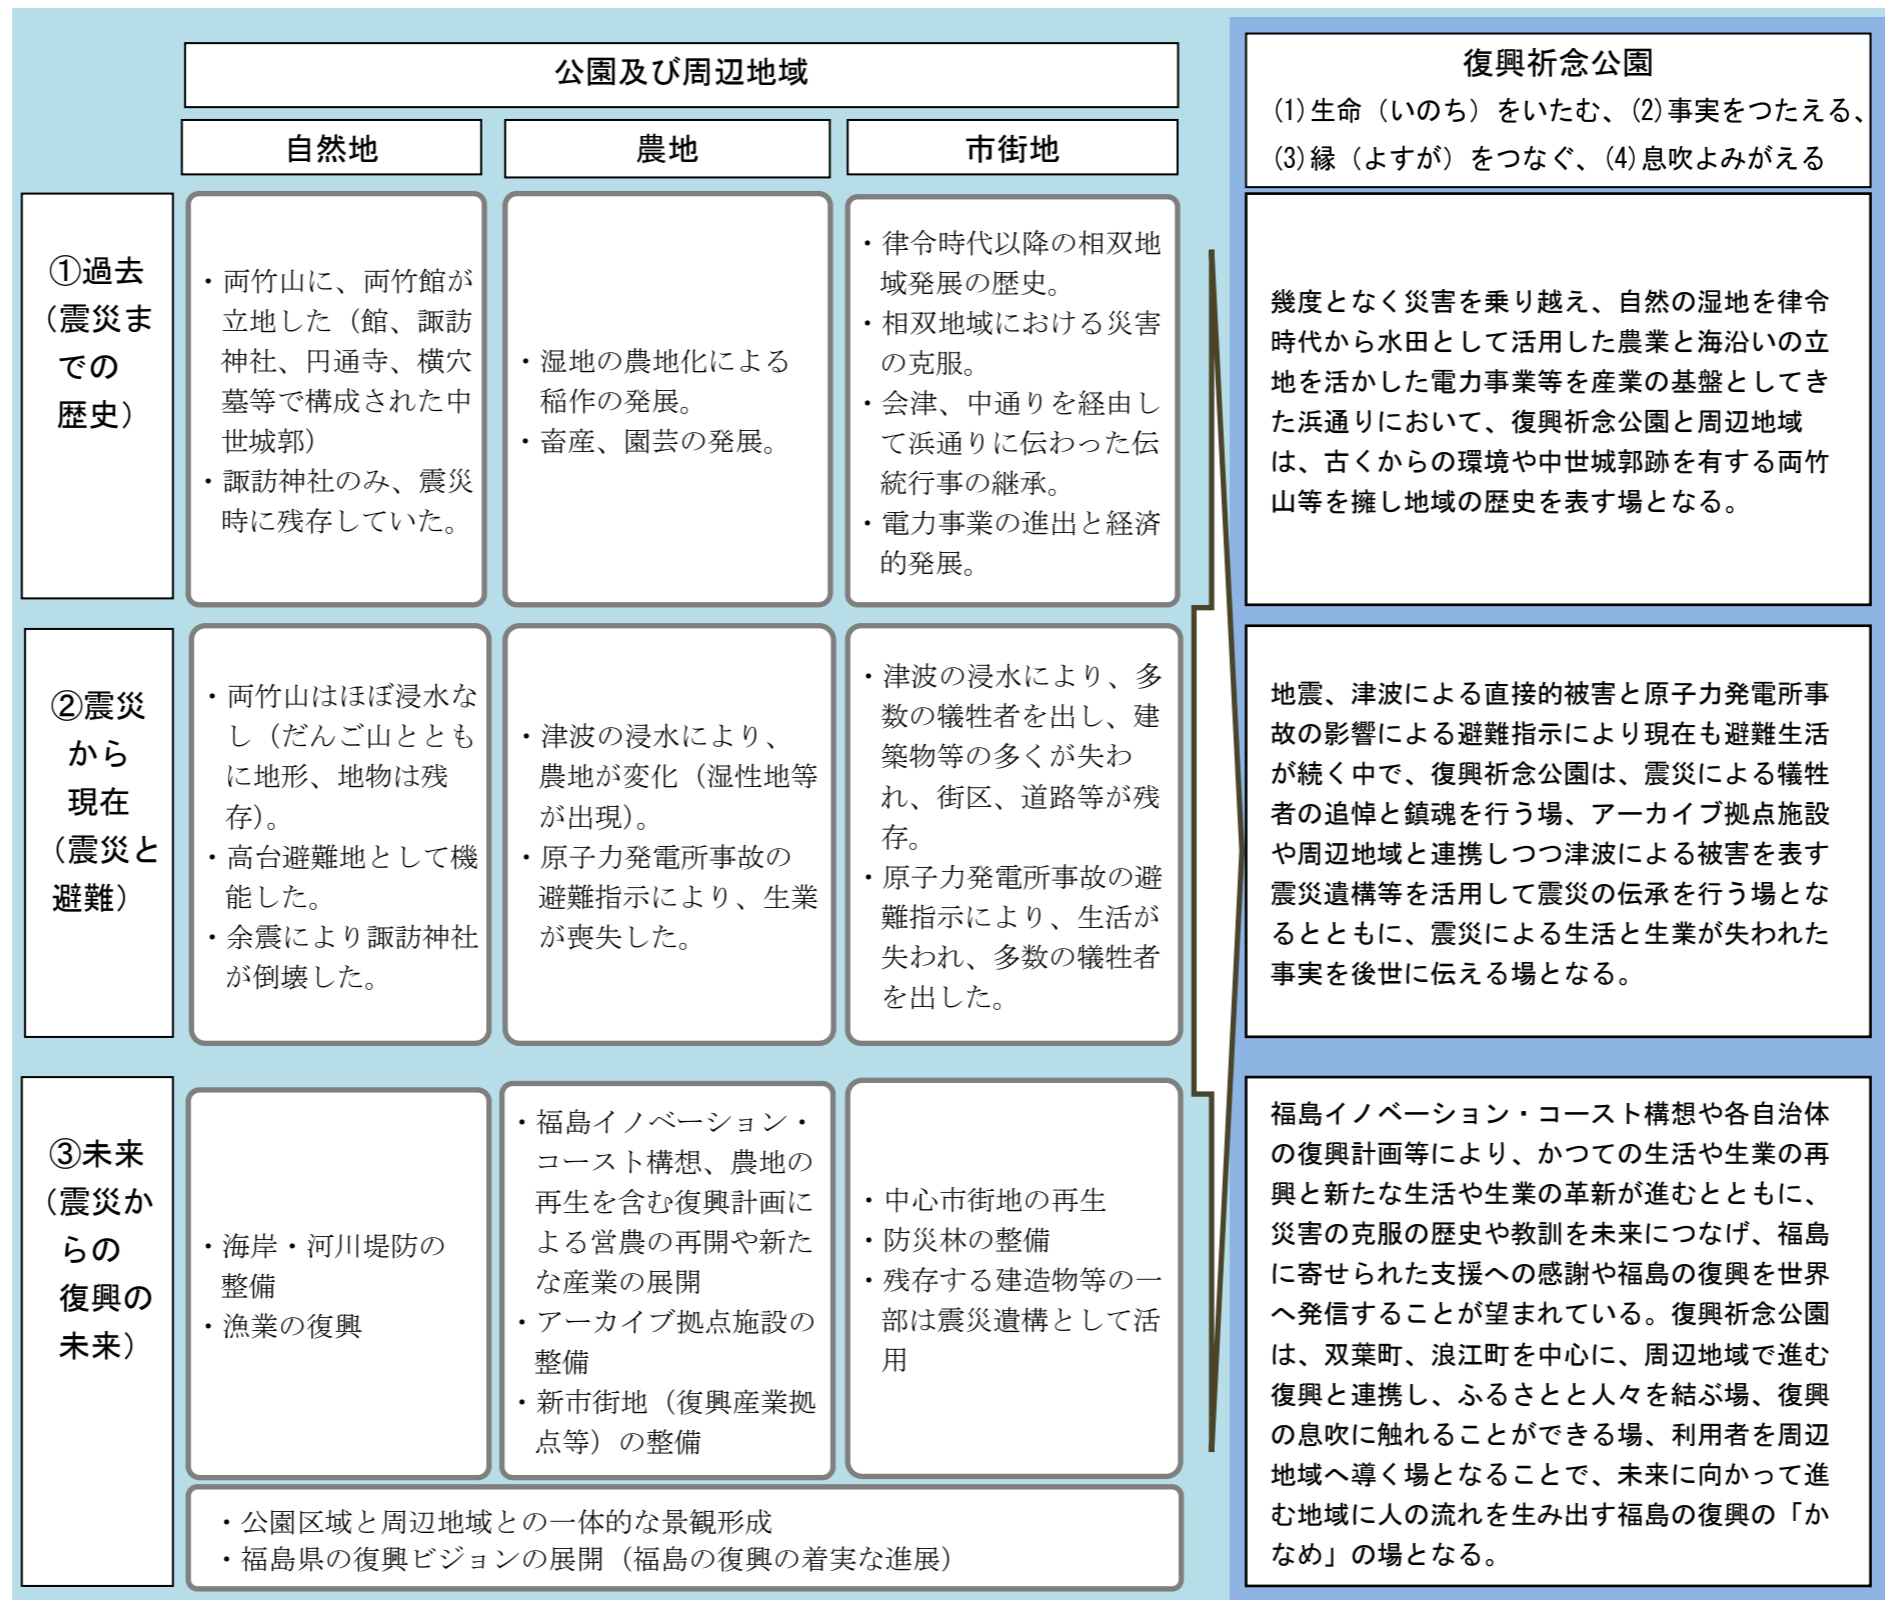 公園及び周辺地域
自然地
農地
市街地
復興祈念公園
(1)生命（いのち）をいたむ、(2)事実をつたえる、
(3)縁（よすが）をつなぐ、(4)息吹よみがえる
①過去
（震災ま
での
歴史）
・両竹山に、両竹館が
立地した（館、諏訪
神社、円通寺、横穴
墓等で構成された中
世城郭）
・諏訪神社のみ、震災
時に残存していた。
・湿地の農地化による
稲作の発展。
・畜産、園芸の発展。
・律令時代以降の相双地
域発展の歴史。
・相双地域における災害
の克服。
・会津、中通りを経由し
て浜通りに伝わった伝
統行事の継承。
・電力事業の進出と経済
的発展。
幾度となく災害を乗り越え、自然の湿地を律令
時代から水田として活用した農業と海沿いの立
地を活かした電力事業等を産業の基盤としてき
た浜通りにおいて、復興祈念公園と周辺地域
は、古くからの環境や中世城郭跡を有する両竹
山等を擁し地域の歴史を表す場となる。
②震災
から
現在
（震災と
避難）
・両竹山はほぼ浸水な
し（だんご山ととも
に地形、地物は残
存）。
・高台避難地として機
能した。
・余震により諏訪神社
が倒壊した。
・津波の浸水により、
農地が変化（湿性地等
が出現）。
・原子力発電所事故の
避難指示により、生業
が喪失した。
・津波の浸水により、多
数の犠牲者を出し、建
築物等の多くが失わ
れ、街区、道路等が残
存。
・原子力発電所事故の避
難指示により、生活が
失われ、多数の犠牲者
を出した。
地震、津波による直接的被害と原子力発電所事
故の影響による避難指示により現在も避難生活
が続く中で、復興祈念公園は、震災による犠牲
者の追悼と鎮魂を行う場、アーカイブ拠点施設
や周辺地域と連携しつつ津波による被害を表す
震災遺構等を活用して震災の伝承を行う場とな
るとともに、震災による生活と生業が失われた
事実を後世に伝える場となる。
③未来
（震災か
らの
復興の
未来）
・海岸・河川堤防の
整備
・漁業の復興
・福島イノベーション・
コースト構想、農地の
再生を含む復興計画に
よる営農の再開や新た
な産業の展開
・アーカイブ拠点施設の
整備
・新市街地（復興産業拠
点等）の整備
・中心市街地の再生
・防災林の整備
・残存する建造物等の一
部は震災遺構として活
用
・公園区域と周辺地域との一体的な景観形成
・福島県の復興ビジョンの展開（福島の復興の着実な進展）
福島イノベーション・コースト構想や各自治体
の復興計画等により、かつての生活や生業の再
興と新たな生活や生業の革新が進むとともに、
災害の克服の歴史や教訓を未来につなげ、福島
に寄せられた支援への感謝や福島の復興を世界
へ発信することが望まれている。復興祈念公園
は、双葉町、浪江町を中心に、周辺地域で進む
復興と連携し、ふるさとと人々を結ぶ場、復興
の息吹に触れることができる場、利用者を周辺
地域へ導く場となることで、未来に向かって進
む地域に人の流れを生み出す福島の復興の「か
なめ」の場となる。